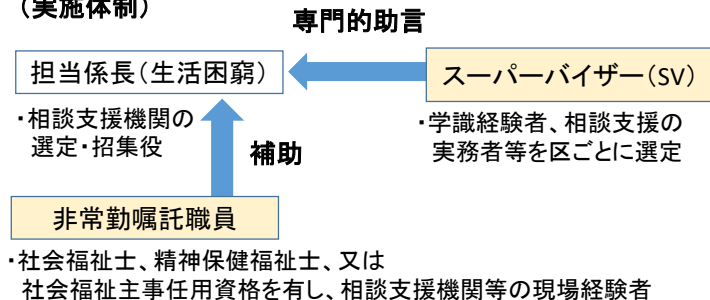 (実施体制)
専門的助言
担当係長(生活困窮)
スーパーバイザー(SV)
・相談支援機関の
選定・招集役
・学識経験者、相談支援の
実務者等を区ごとに選定
補助
非常勤嘱託職員
・社会福祉士、精神保健福祉士、又は
社会福祉主事任用資格を有し、相談支援機関等の現場経験者